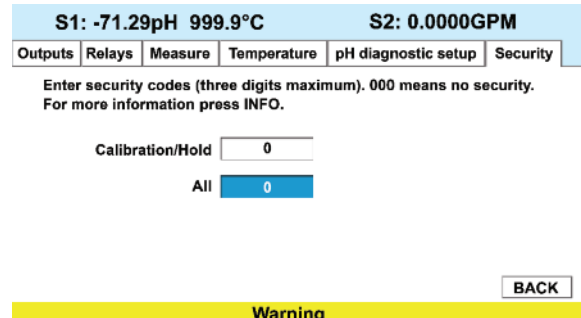 S1: -71.29pH 999.9°C S2: 0.0000GPM
Outputs Relays Measure Temperature pH diagnostic setup Security
Enter security codes (three digits maximum). 000 means no security.
For more information press INFO.
Calibration/Hold 0
All 0
BACK
Warning